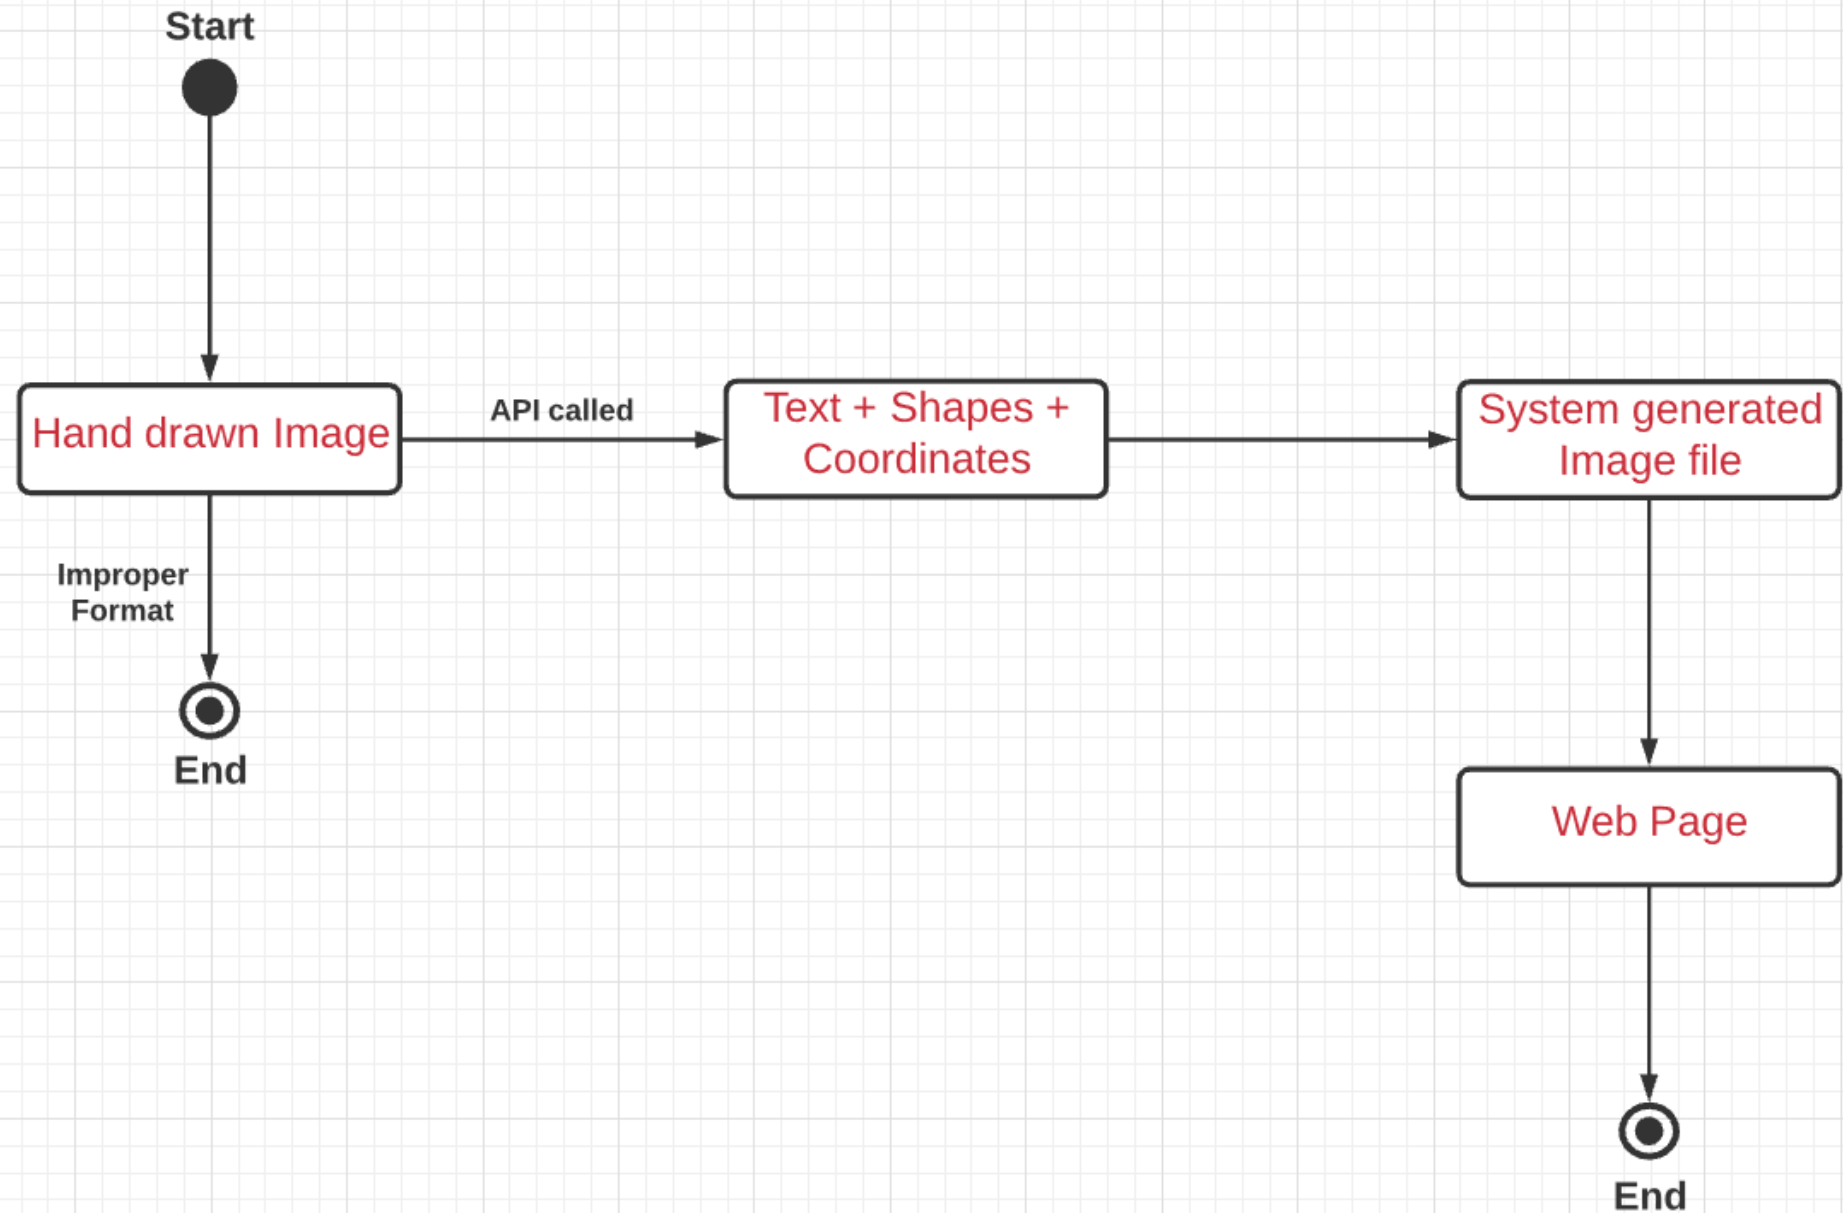 Start
Hand drawn Image
API called
Text + Shapes +
Coordinates
System generated
Image file
Improper
Format
End
Web Page
End